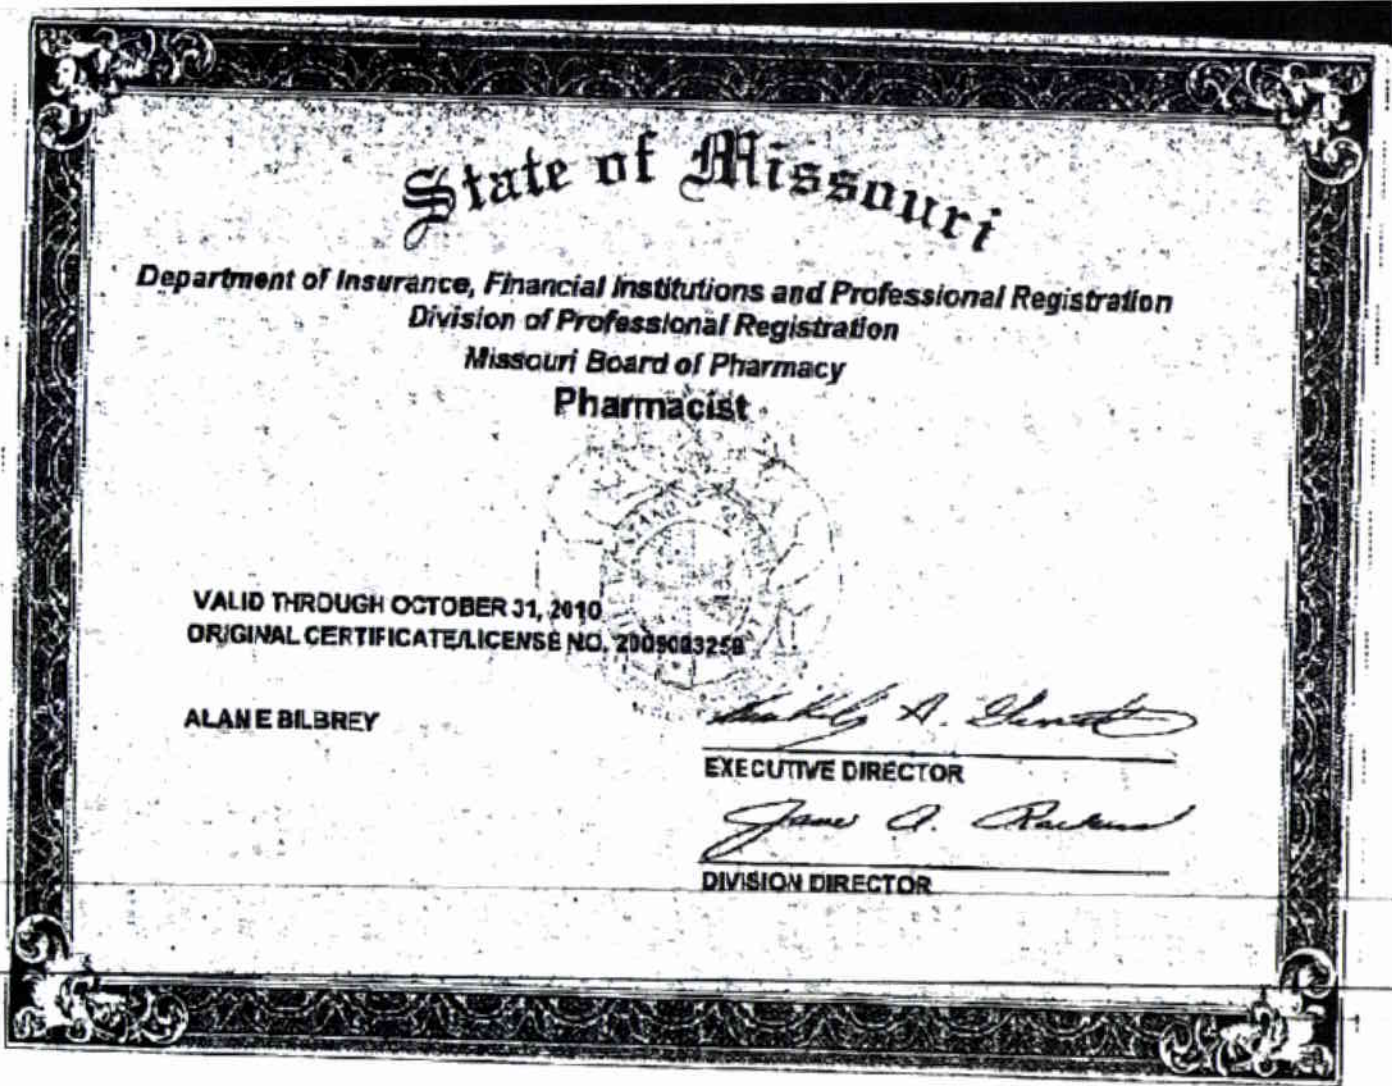 State of Missouri
Department of Insurance, Financial Institutions and Professional Registration
Division of Professional Registration
Missouri Board of Pharmacy
Pharmacist
VALID THROUGH OCTOBER 31, 2010
ORIGINAL CERTIFICATE/LICENSE NO.
ALAN E BILBREY
A.
EXECUTIVE DIRECTOR
DIVISION DIRECTOR